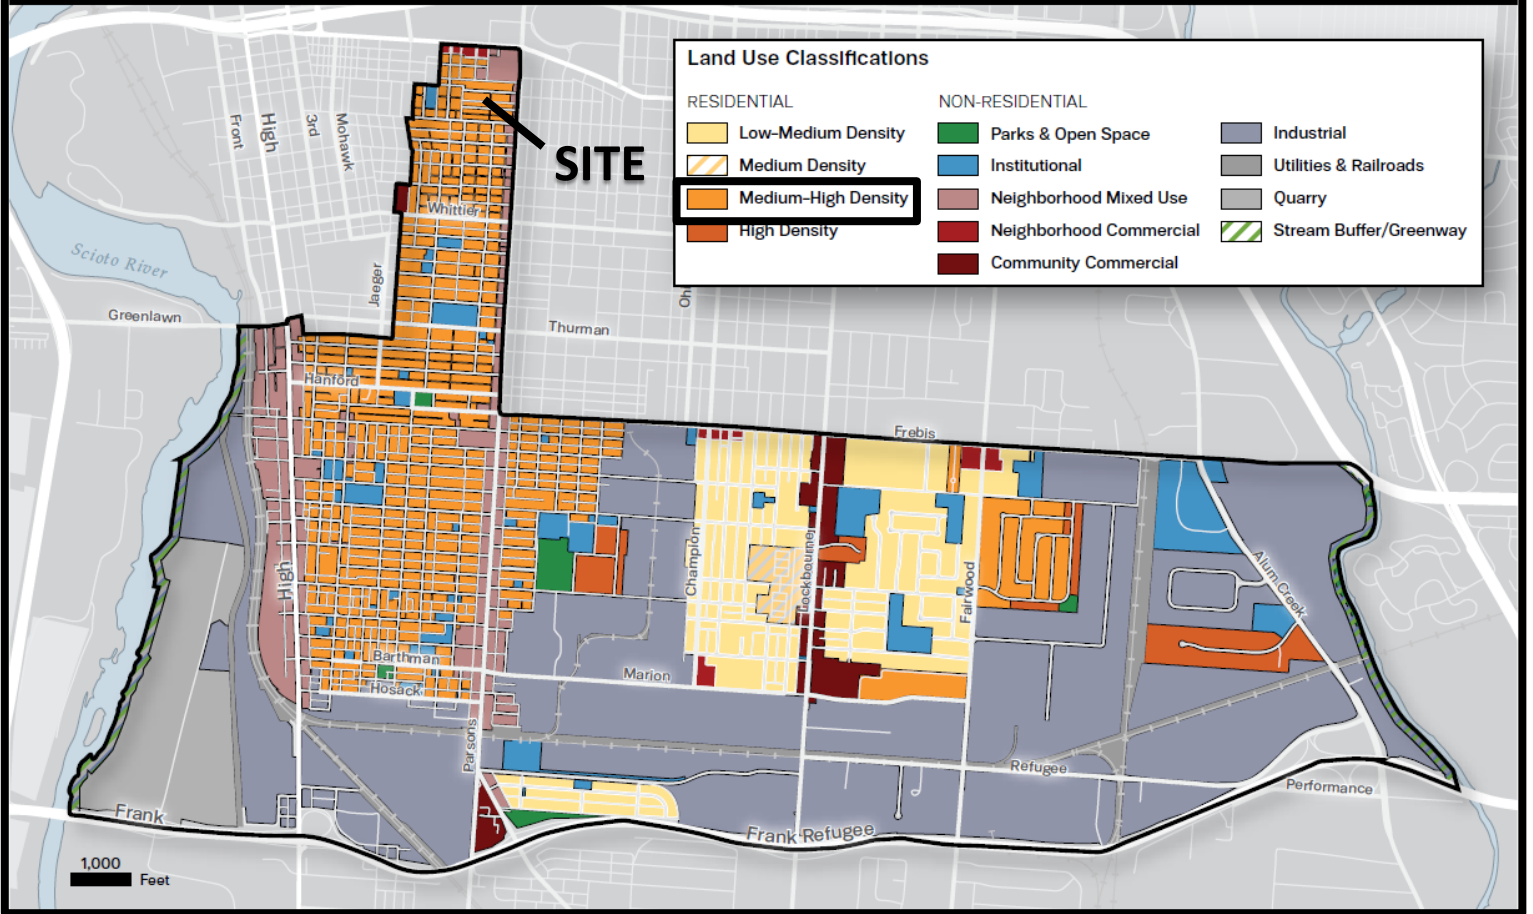 Land Use Classifications
RESIDENTIAL
Low-Medium Density
Medium Density
Medium-High Density
High Density
NON-RESIDENTIAL
Parks & Open Space
Institutional
Neighborhood Mixed Use
Neighborhood Commercial
Community Commercial
Industrial
Utilities & Railroads
Quarry
Stream Buffer/Greenway
SITE
Front
High
3rd
Mohawk
Whittier
Scioto River
Jaeger
Greenlawn
Thurman
Hanford
Frebis
Champion
Lockbourne
Fairwood
Alum Creek
High
Barthman
Hosack
Marion
Parsons
Refugee
Performance
Frank
Frank Refugee
1,000
Feet